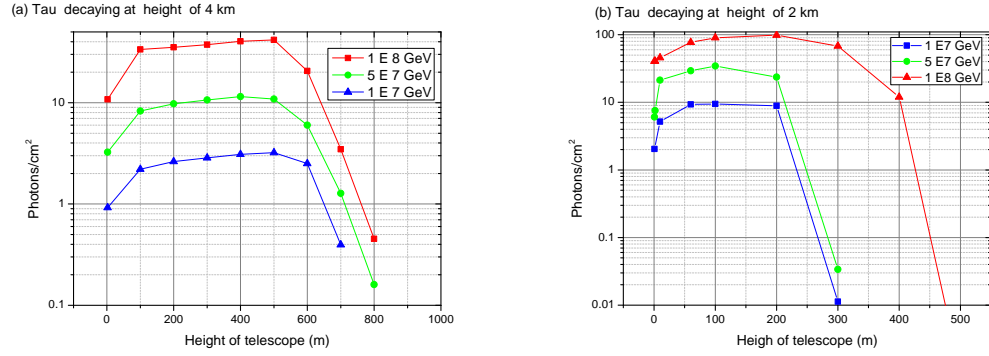 (a) Tau decaying at height of 4 km
1 E 8 GeV
5 E 7 GeV
1 E 7 GeV
10
1
0.1
Photons/cm²
0 200 400 600 800 1000
Height of telescope (m)
(b) Tau decaying at height of 2 km
1 E7 GeV
5 E7 GeV
1E8 GeV
100
10
1
0.1
0.01
Photons/cm²
0 100 200 300 400 500
Height of telescope (m)